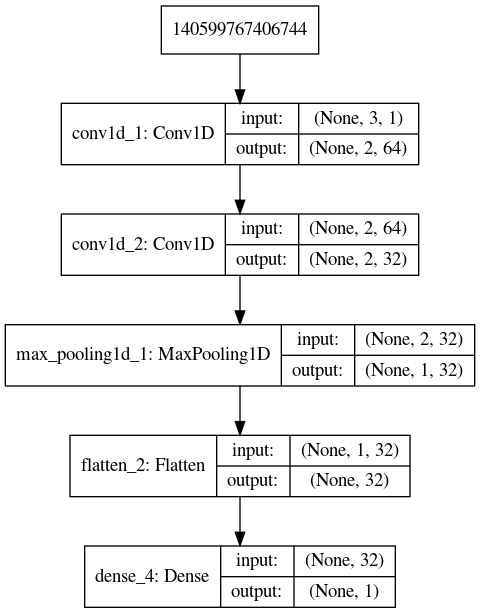 140599767406744
conv1d_1: Conv1D
input:
(None, 3, 1)
output:
(None, 2, 64)
conv1d_2: Conv1D
input:
(None, 2, 64)
output:
(None, 2, 32)
max_pooling1d_1: MaxPooling1D
input:
(None, 2, 32)
output:
(None, 1, 32)
flatten_2: Flatten
input:
(None, 1, 32)
output:
(None, 32)
dense_4: Dense
input:
(None, 32)
output:
(None, 1)